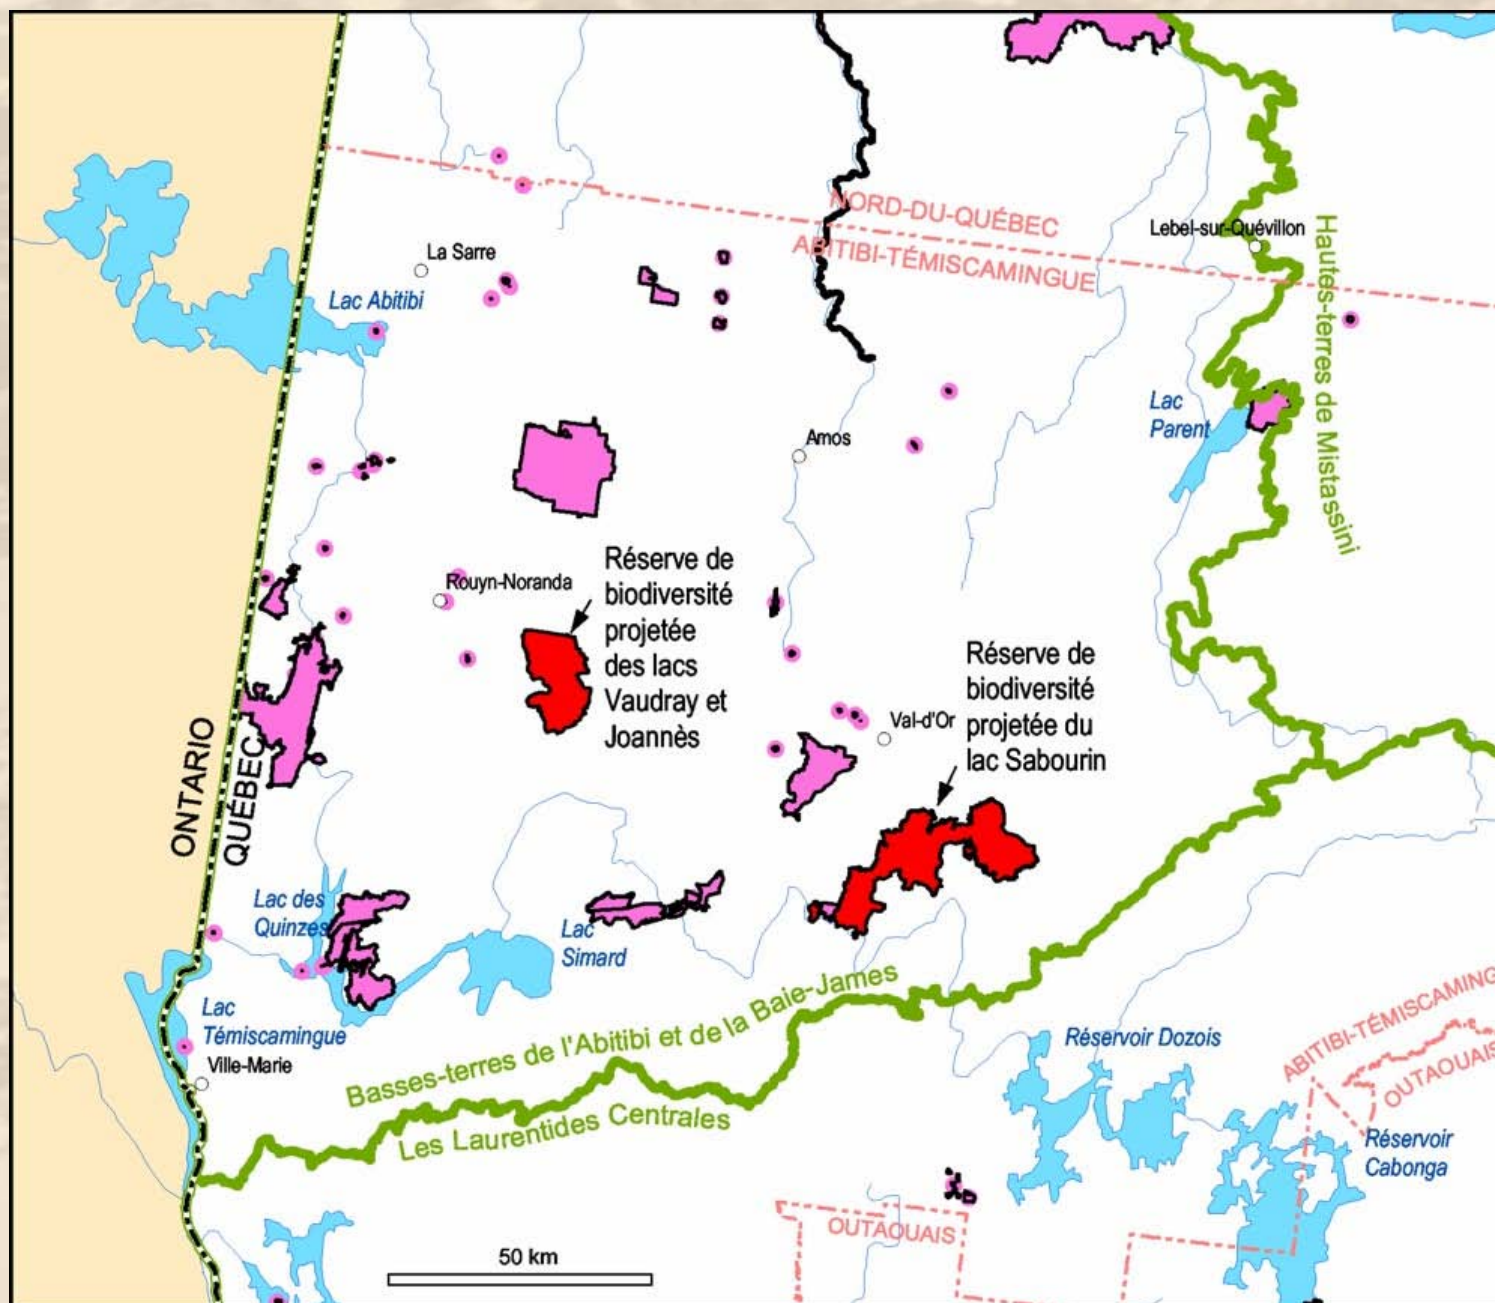 NORD-DU-QUÉBEC
ABITIBI-TÉMISCAMINGUE
Lebel-sur-Quévillon
Hautes-terres de Mistassini
La Sarre
Lac Abitibi
Lac
Parent
Amos
Rouyn-Noranda
Réserve de
biodiversité
projetée
des lacs
Vaudray et
Joannès
Réserve de
biodiversité
projetée du
lac Sabourin
Val-d'Or
ONTARIO
QUÉBEC
Lac des
Quinzes
Lac
Simard
Lac
Témiscamingue
Ville-Marie
Basses-terres de l'Abitibi et de la Baie-James
Les Laurentides Centrales
Réservoir Dozois
ABITIBI-TÉMISCAMING
OUTAOUAIS
Réservoir
Cabonga
OUTAOUAIS
50 km